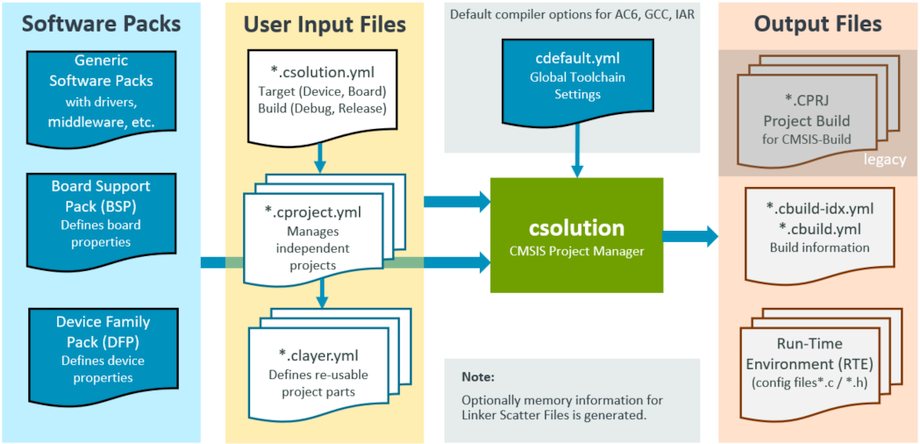 Software Packs
Generic
Software Packs
with drivers,
middleware, etc.
Board Support
Pack (BSP)
Defines board
properties
Device Family
Pack (DFP)
Defines device
properties
User Input Files
*.csolution.yml
Target (Device, Board)
Build (Debug, Release)
*.cproject.yml
Manages
independent
projects
*.clayer.yml
Defines re-usable
project parts
Default compiler options for AC6, GCC, IAR
cdefault.yml
Global Toolchain
Settings
csolution
CMSIS Project Manager
Note:
Optionally memory information for
Linker Scatter Files is generated.
Output Files
*.CPRJ
Project Build
for CMSIS-Build
legacy
*.cbuild-idx.yml
*.cbuild.yml
Build information
Run-Time
Environment (RTE)
(config files*.c / *.h)